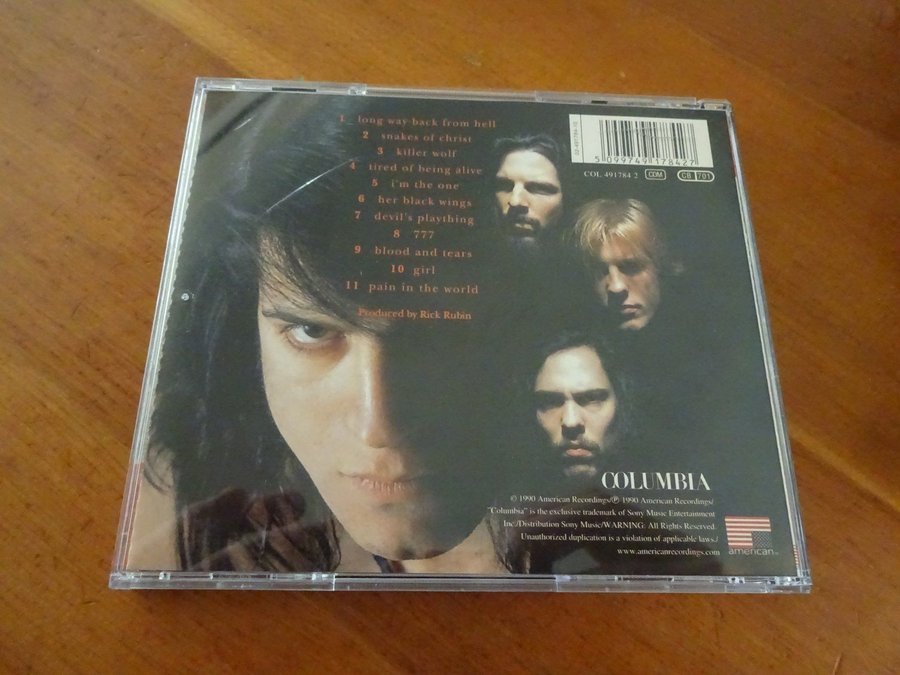 1 long way back from hell
2 snakes of christ
3 killer wolf
4 tired of being alive
5 i'm the one
6 her black wings
7 devil's plaything
8 777
9 blood and tears
10 girl
11 pain in the world
Produced by Rick Rubin
5 099749 178427
COL 491784 2 CDM CB 701
COLUMBIA
© 1990 American Recordings/℗ 1990 American Recordings/
"Columbia" is the exclusive trademark of Sony Music Entertainment
Inc./Distribution Sony Music/WARNING: All Rights Reserved.
Unauthorized duplication is a violation of applicable laws./
www.americanrecordings.com
american